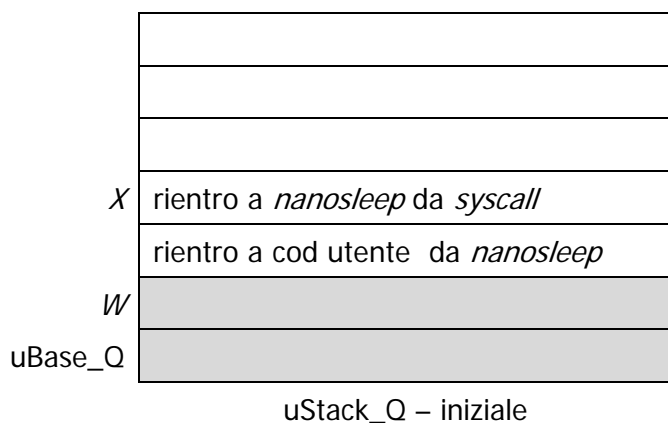 X rientro a nanosleep da syscall
rientro a cod utente da nanosleep
W
uBase_Q
uStack_Q – iniziale